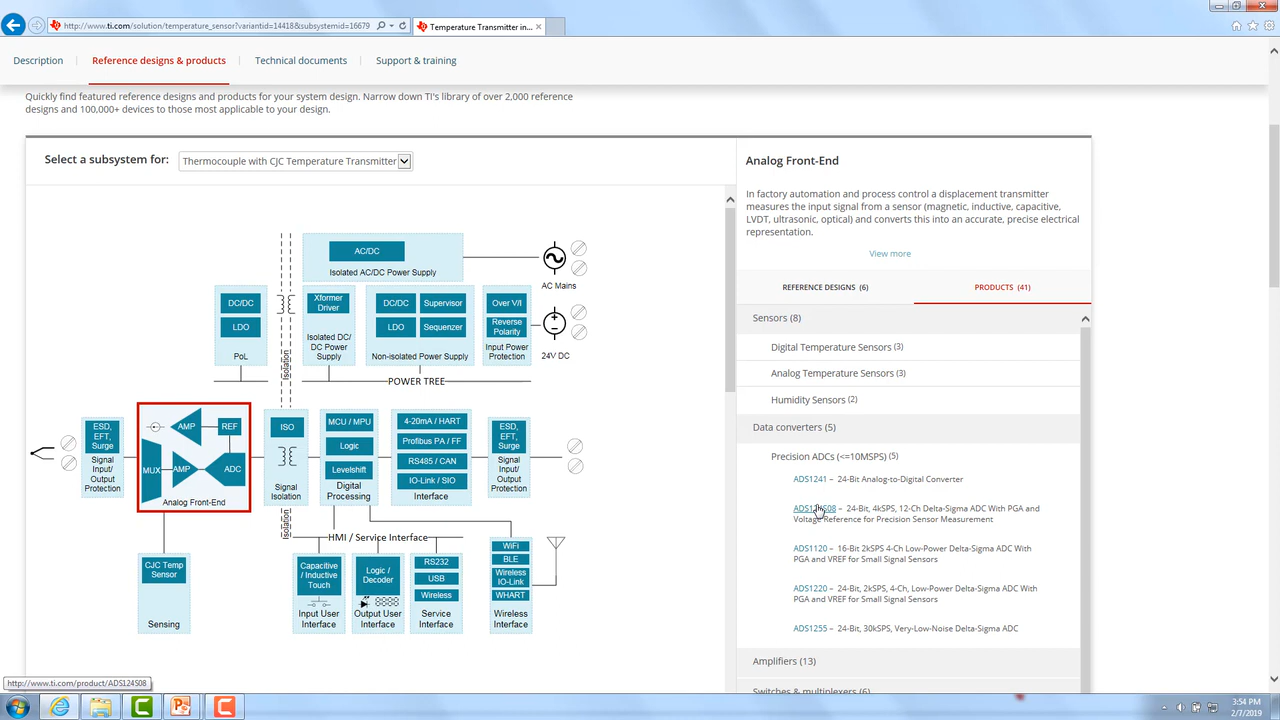 http://www.ti.com/solution/temperature_sensor?variantid=14418&subsystemid=16679
Temperature Transmitter in...
Description
Reference designs & products
Technical documents
Support & training
Quickly find featured reference designs and products for your system design. Narrow down TI's library of over 2,000 reference
designs and 100,000+ devices to those most applicable to your design.
Select a subsystem for:
Thermocouple with CJC Temperature Transmitter
AC/DC
Isolated AC/DC Power Supply
AC Mains
DC/DC
LDO
PoL
Isolation
Xformer
Driver
Isolated DC/
DC Power
Supply
DC/DC
Supervisor
LDO
Sequenzer
Non-isolated Power Supply
Over V/I
Reverse
Polarity
Input Power
Protection
24V DC
POWER TREE
ESD,
EFT,
Surge
Signal
Input/
Output
Protection
AMP
REF
MUX
AMP
ADC
Analog Front-End
ISO
Signal
Isolation
MCU / MPU
Logic
Levelshift
Digital
Processing
4-20mA / HART
Profibus PA / FF
RS485 / CAN
IO-Link / SIO
Interface
ESD,
EFT,
Surge
Signal
Input/
Output
Protection
Isolation
HMI / Service Interface
CJC Temp
Sensor
Sensing
Capacitive
/ Inductive
Touch
Input User
Interface
Logic /
Decoder
Output User
Interface
RS232
USB
Wireless
Service
Interface
WiFi
BLE
Wireless
IO-Link
WHART
Wireless
Interface
Analog Front-End
In factory automation and process control a displacement transmitter
measures the input signal from a sensor (magnetic, inductive, capacitive,
LVDT, ultrasonic, optical) and converts this into an accurate, precise electrical
representation.
View more
REFERENCE DESIGNS (6)
PRODUCTS (41)
Sensors (8)
Digital Temperature Sensors (3)
Analog Temperature Sensors (3)
Humidity Sensors (2)
Data converters (5)
Precision ADCs (<=10MSPS) (5)
ADS1241 – 24-Bit Analog-to-Digital Converter
ADS124S08 – 24-Bit, 4kSPS, 12-Ch Delta-Sigma ADC With PGA and
Voltage Reference for Precision Sensor Measurement
ADS1120 – 16-Bit 2kSPS 4-Ch Low-Power Delta-Sigma ADC With
PGA and VREF for Small Signal Sensors
ADS1220 – 24-Bit, 2kSPS, 4-Ch, Low-Power Delta-Sigma ADC With
PGA and VREF for Small Signal Sensors
ADS1255 – 24-Bit, 30kSPS, Very-Low-Noise Delta-Sigma ADC
Amplifiers (13)
Switches & multiplexers (6)
http://www.ti.com/product/ADS124S08
3:54 PM
2/7/2019